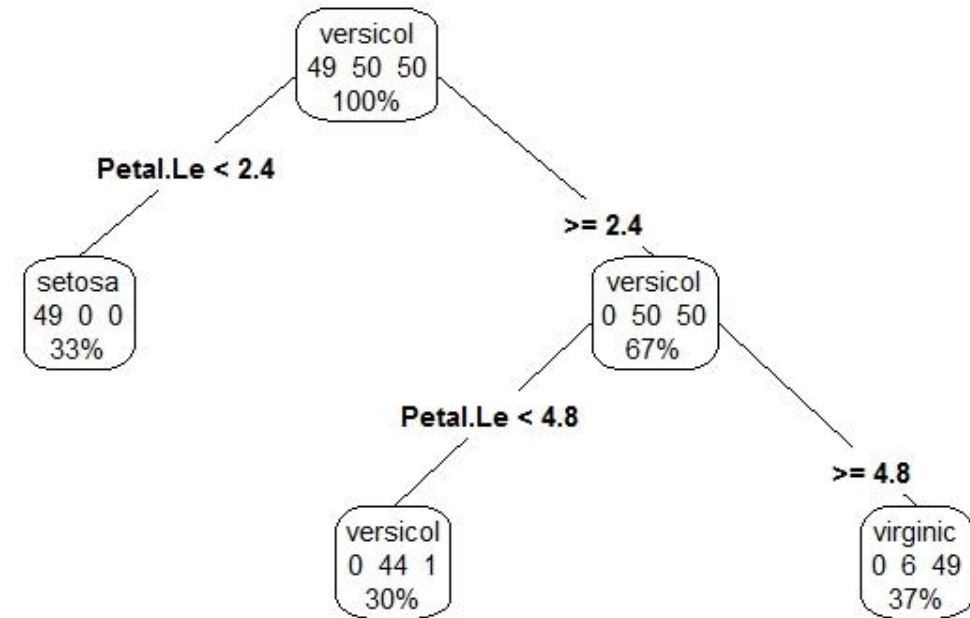 versicol
49 50 50
100%
Petal.Le < 2.4
>= 2.4
setosa
49 0 0
33%
versicol
0 50 50
67%
Petal.Le < 4.8
>= 4.8
versicol
0 44 1
30%
virginic
0 6 49
37%